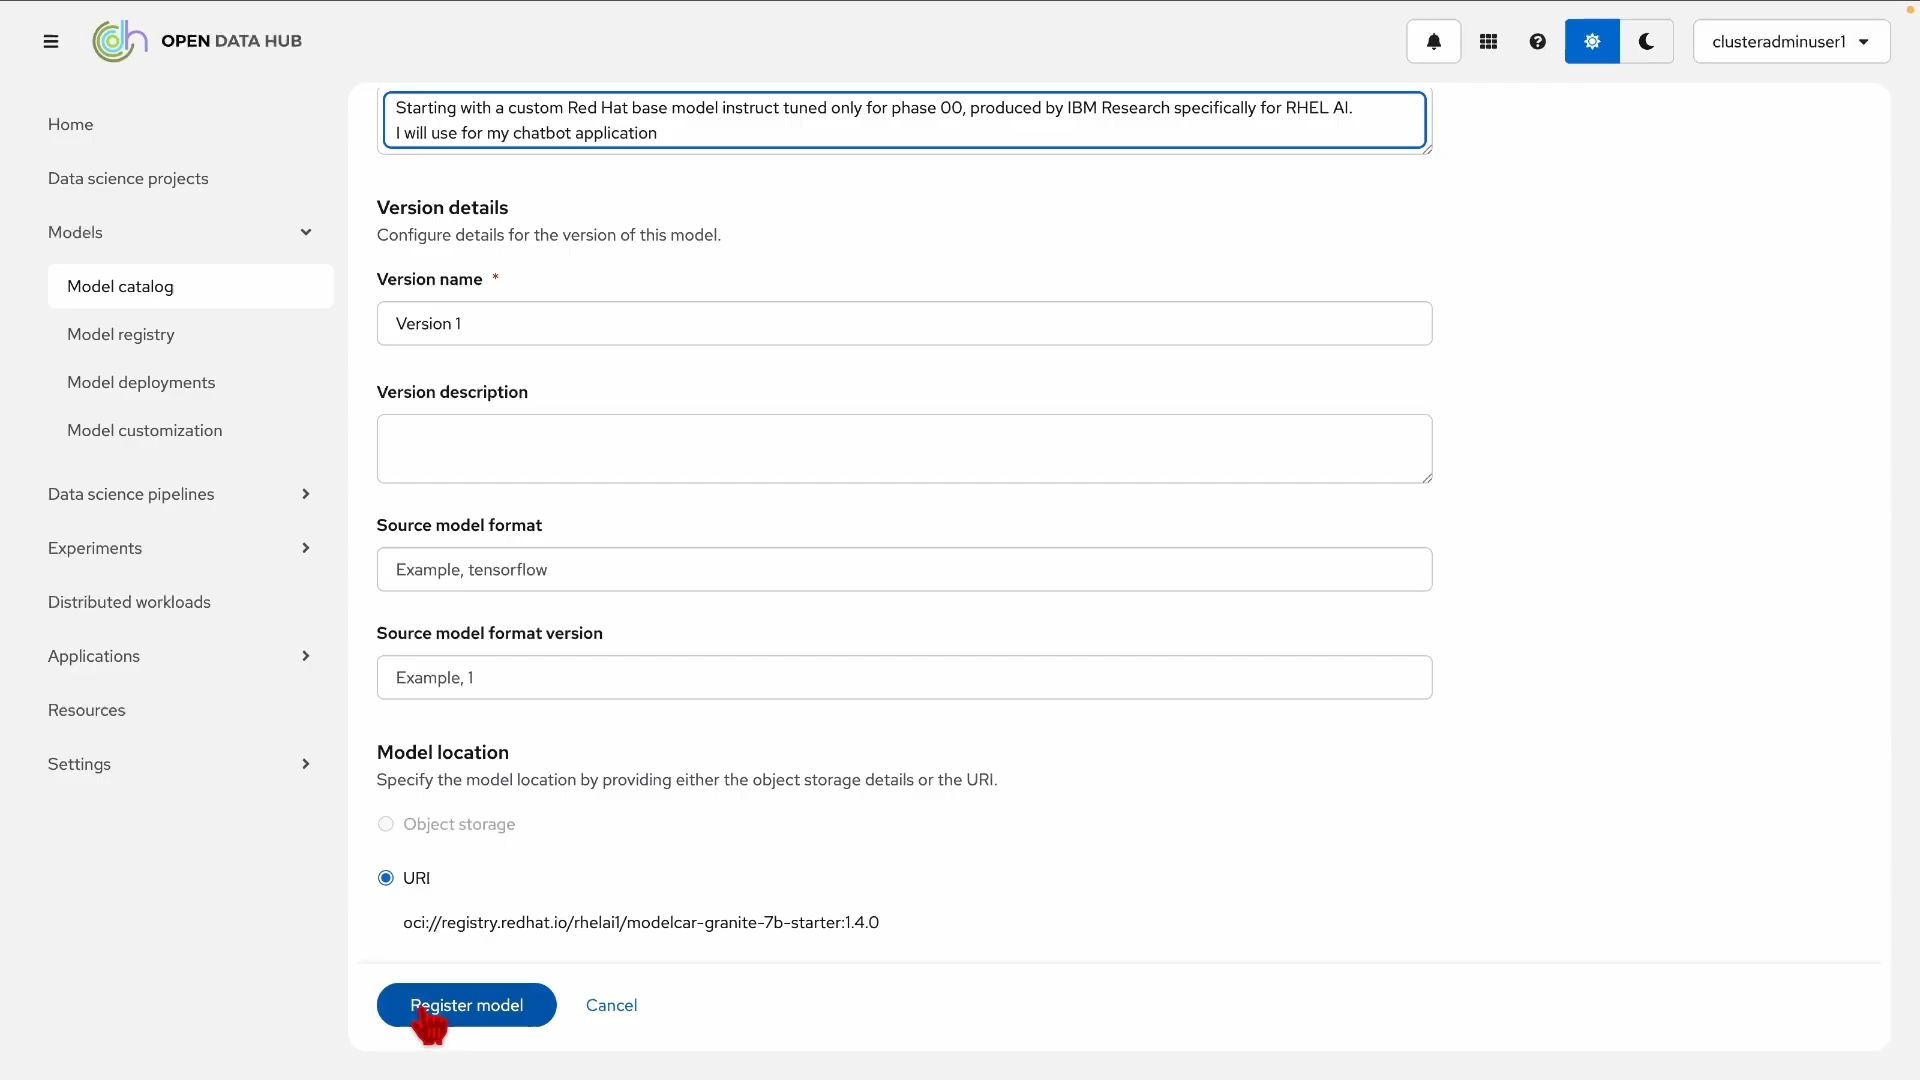 OPEN DATA HUB
clusteradminuser1
Home
Data science projects
Models
Model catalog
Model registry
Model deployments
Model customization
Data science pipelines
Experiments
Distributed workloads
Applications
Resources
Settings
Starting with a custom Red Hat base model instruct tuned only for phase 00, produced by IBM Research specifically for RHEL AI.
I will use for my chatbot application
Version details
Configure details for the version of this model.
Version name *
Version 1
Version description
Source model format
Example, tensorflow
Source model format version
Example, 1
Model location
Specify the model location by providing either the object storage details or the URI.
Object storage
URI
oci://registry.redhat.io/rhelai1/modelcar-granite-7b-starter:1.4.0
Register model
Cancel